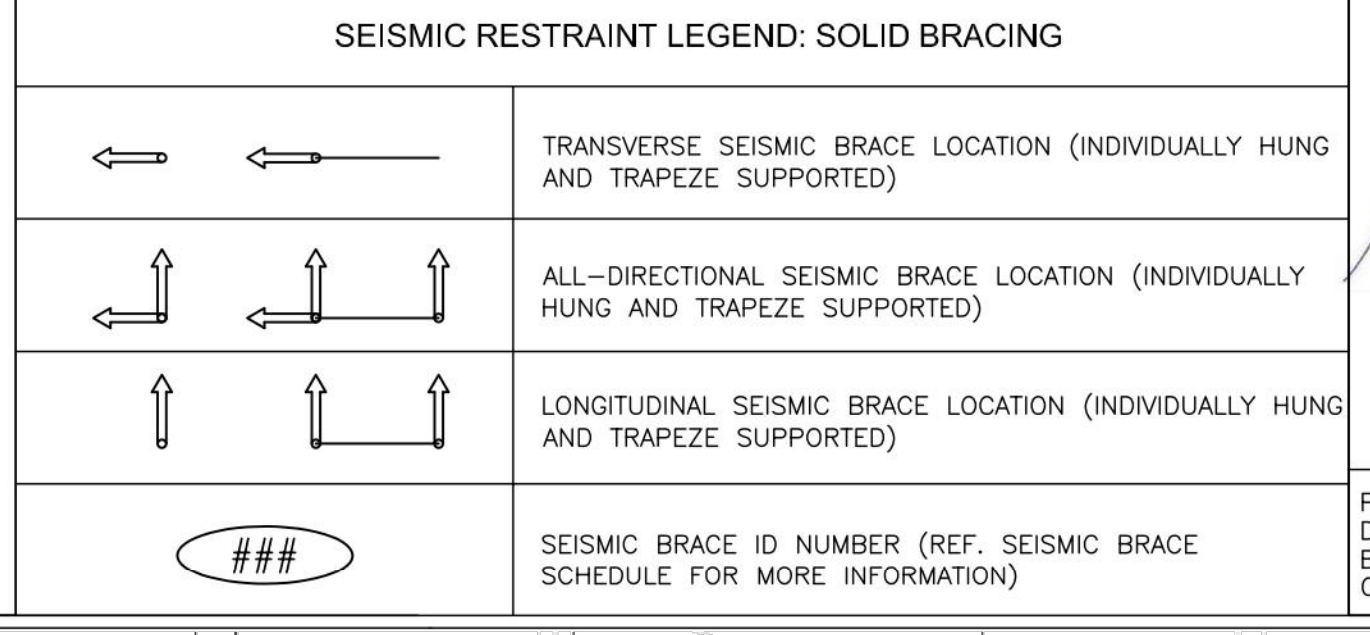 SEISMIC RESTRAINT LEGEND: SOLID BRACING
TRANSVERSE SEISMIC BRACE LOCATION (INDIVIDUALLY HUNG
AND TRAPEZE SUPPORTED)
ALL-DIRECTIONAL SEISMIC BRACE LOCATION (INDIVIDUALLY
HUNG AND TRAPEZE SUPPORTED)
LONGITUDINAL SEISMIC BRACE LOCATION (INDIVIDUALLY HUNG
AND TRAPEZE SUPPORTED)
###
SEISMIC BRACE ID NUMBER (REF. SEISMIC BRACE
SCHEDULE FOR MORE INFORMATION)